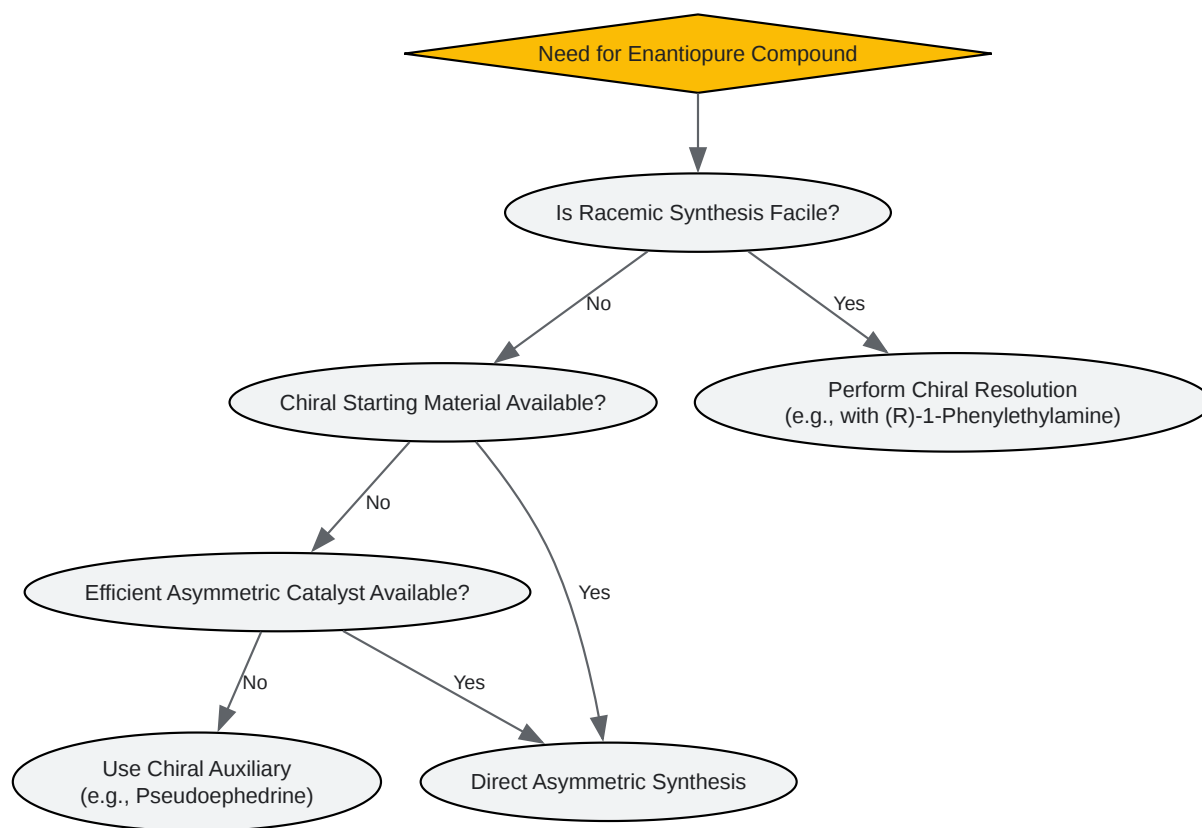 Need for Enantiopure Compound
Is Racemic Synthesis Facile?
No
Yes
Chiral Starting Material Available?
Perform Chiral Resolution
(e.g., with (R)-1-Phenylethylamine)
No
Efficient Asymmetric Catalyst Available?
Yes
No
Yes
Use Chiral Auxiliary
(e.g., Pseudoephedrine)
Direct Asymmetric Synthesis